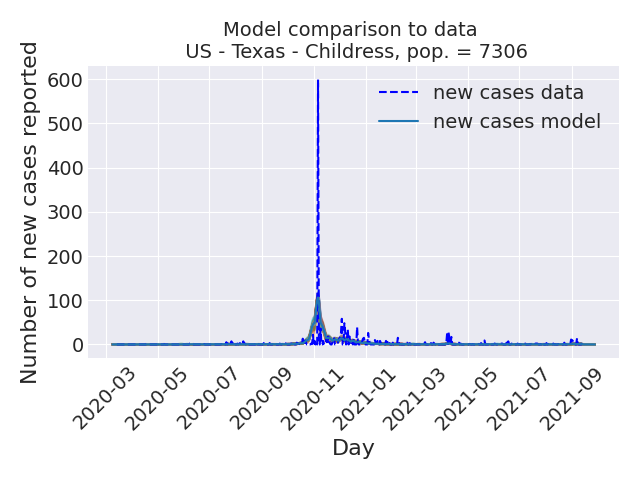 Model comparison to data
US - Texas - Childress, pop. = 7306
Number of new cases reported
600
500
400
300
200
100
0
new cases data
new cases model
2020-03
2020-05
2020-07
2020-09
2020-11
2021-01
2021-03
2021-05
2021-07
2021-09
Day